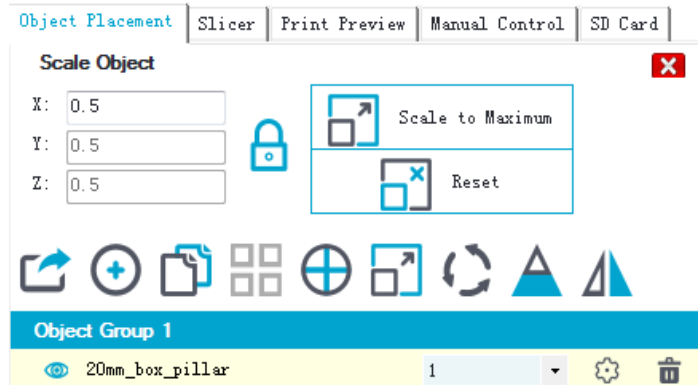 Object Placement Slicer Print Preview Manual Control SD Card
Scale Object
X: 0.5
Scale to Maximum
Y: 0.5
Z: 0.5
Reset
Object Group 1
20mm_box_pillar 1